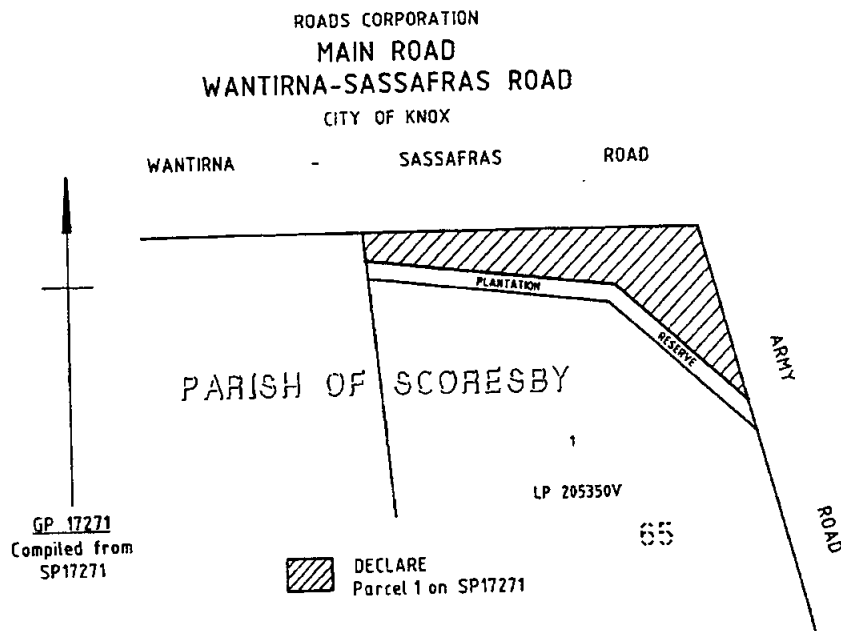 ROADS CORPORATION
MAIN ROAD
WANTIRNA-SASSAFRAS ROAD
CITY OF KNOX
WANTIRNA - SASSAFRAS ROAD
PLANTATION
RESERVE
ARMY
ROAD
PARISH OF SCORESBY
1
LP 205350V
65
GP 17271
Compiled from
SP17271
DECLARE
Parcel 1 on SP17271